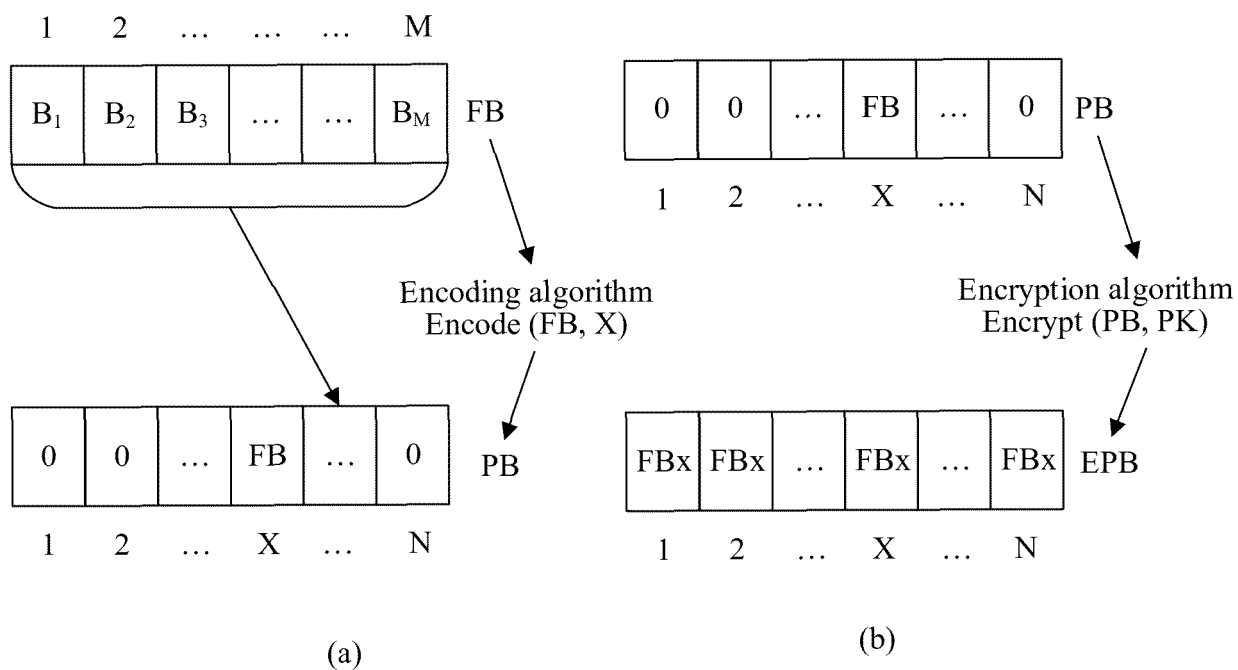 1 2 … … … M
B₁ B₂ B₃ … … B_M FB
Encoding algorithm
Encode (FB, X)
0 0 … FB … 0 PB
1 2 … X … N
(a)
0 0 … FB … 0 PB
1 2 … X … N
Encryption algorithm
Encrypt (PB, PK)
FBx FBx … FBx … FBx EPB
1 2 … X … N
(b)